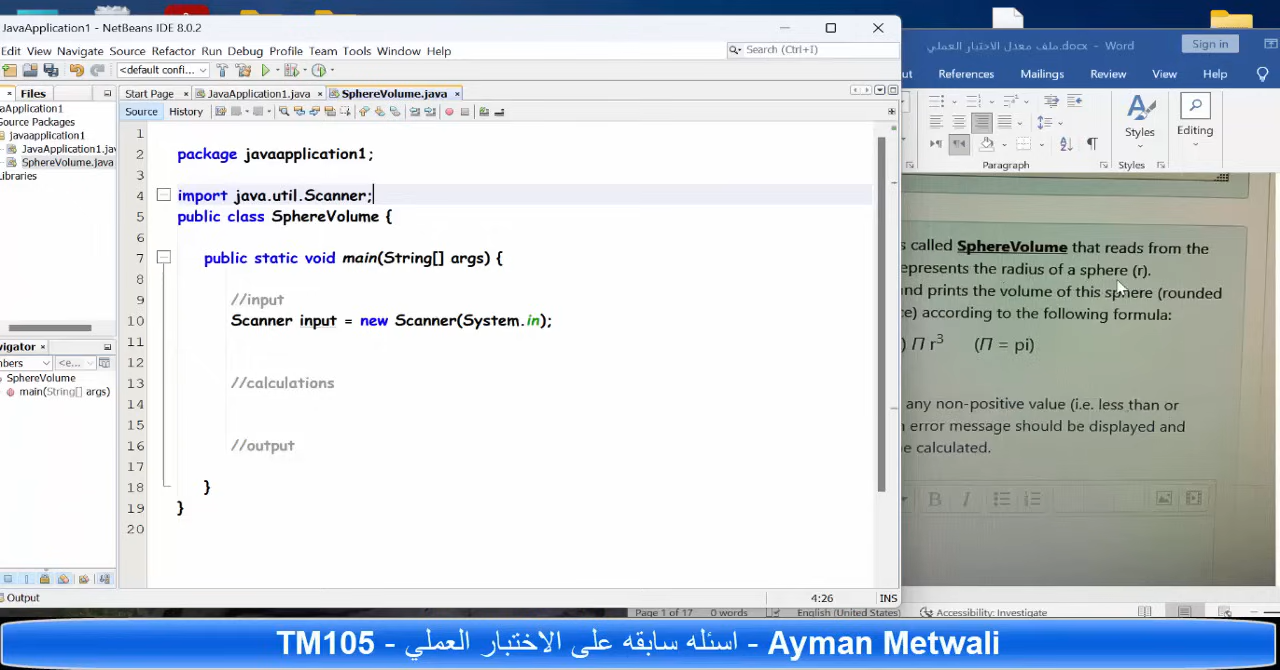 JavaApplication1 - NetBeans IDE 8.0.2
Edit View Navigate Source Refactor Run Debug Profile Team Tools Window Help
Search (Ctrl+I)
<default confi...
Files
Start Page
JavaApplication1.java
SphereVolume.java
Source
History
aApplication1
Source Packages
javaapplication1
JavaApplication1.java
SphereVolume.java
Libraries
1
2 package javaapplication1;
3
4 import java.util.Scanner;
5 public class SphereVolume {
6
7 public static void main(String[] args) {
8
9 //input
10 Scanner input = new Scanner(System.in);
11
12
13 //calculations
14
15
16 //output
17
18 }
19 }
20
vigator
mbers
<e...
SphereVolume
main(String[] args)
Output
4:26
INS
ملف معدل الاختبار العملي.docx - Word
Sign in
ut References Mailings Review View Help
Styles
Editing
Paragraph
Styles
s called SphereVolume that reads from the
epresents the radius of a sphere (r).
nd prints the volume of this sphere (rounded
e) according to the following formula:
) Π r³ (Π = pi)
any non-positive value (i.e. less than or
n error message should be displayed and
e calculated.
B I
Page 1 of 17
0 words
English (United States)
Accessibility: Investigate
TM105 - اسئله سابقه على الاختبار العملي - Ayman Metwali